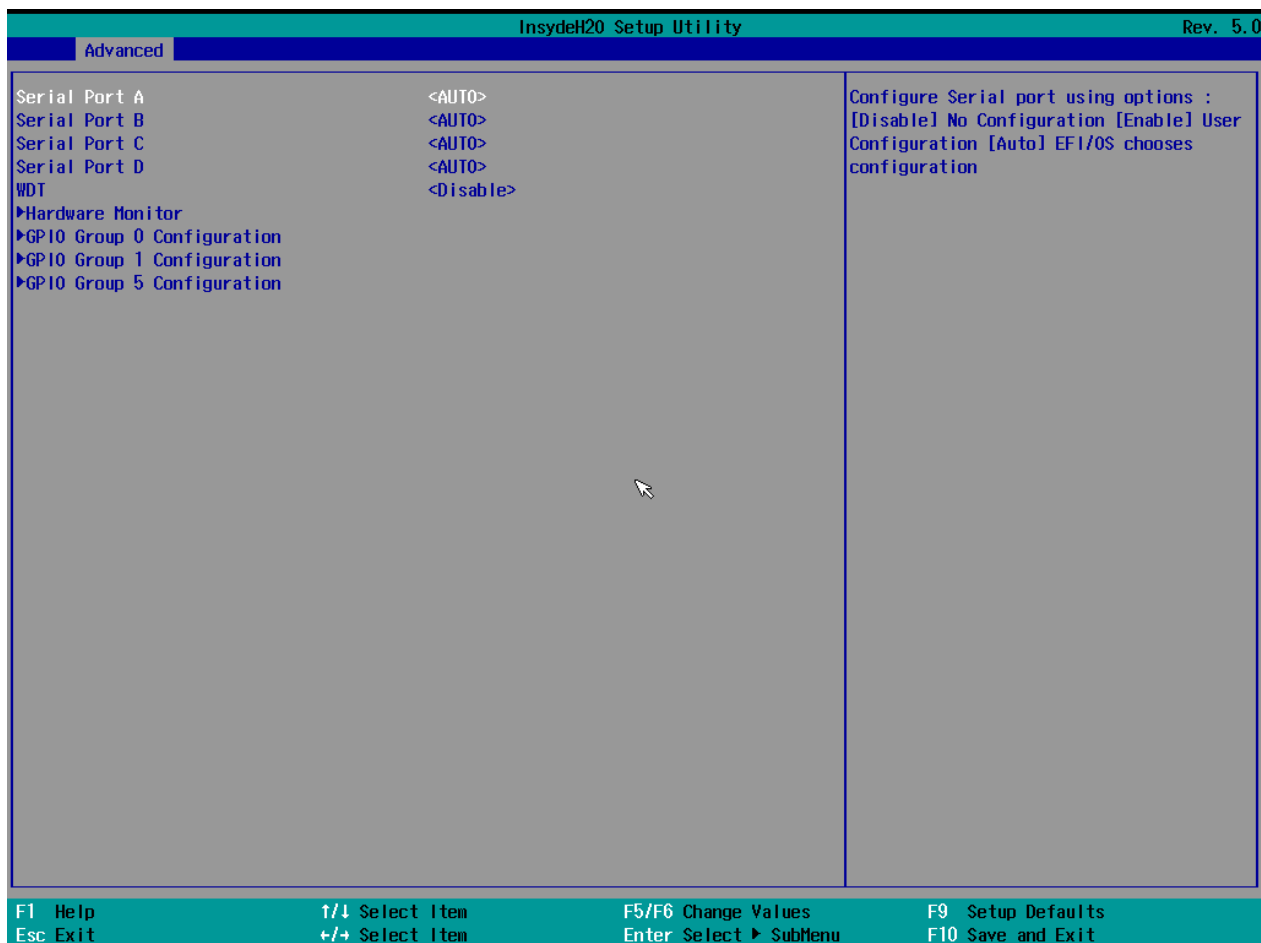 InsydeH20 Setup Utility Rev. 5.0
Advanced
Serial Port A <AUTO>
Serial Port B <AUTO>
Serial Port C <AUTO>
Serial Port D <AUTO>
WDT <Disable>
▶Hardware Monitor
▶GPIO Group 0 Configuration
▶GPIO Group 1 Configuration
▶GPIO Group 5 Configuration
Configure Serial port using options :
[Disable] No Configuration [Enable] User
Configuration [Auto] EFI/OS chooses
configuration
F1 Help ↑/↓ Select Item F5/F6 Change Values F9 Setup Defaults
Esc Exit ←/→ Select Item Enter Select ▶ SubMenu F10 Save and Exit